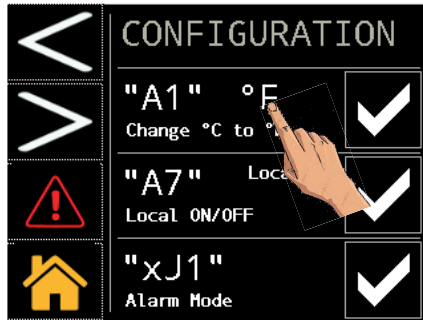 CONFIGURATION
"A1" °F
Change °C to
"A7"
Local ON/OFF
"xJ1"
Alarm Mode